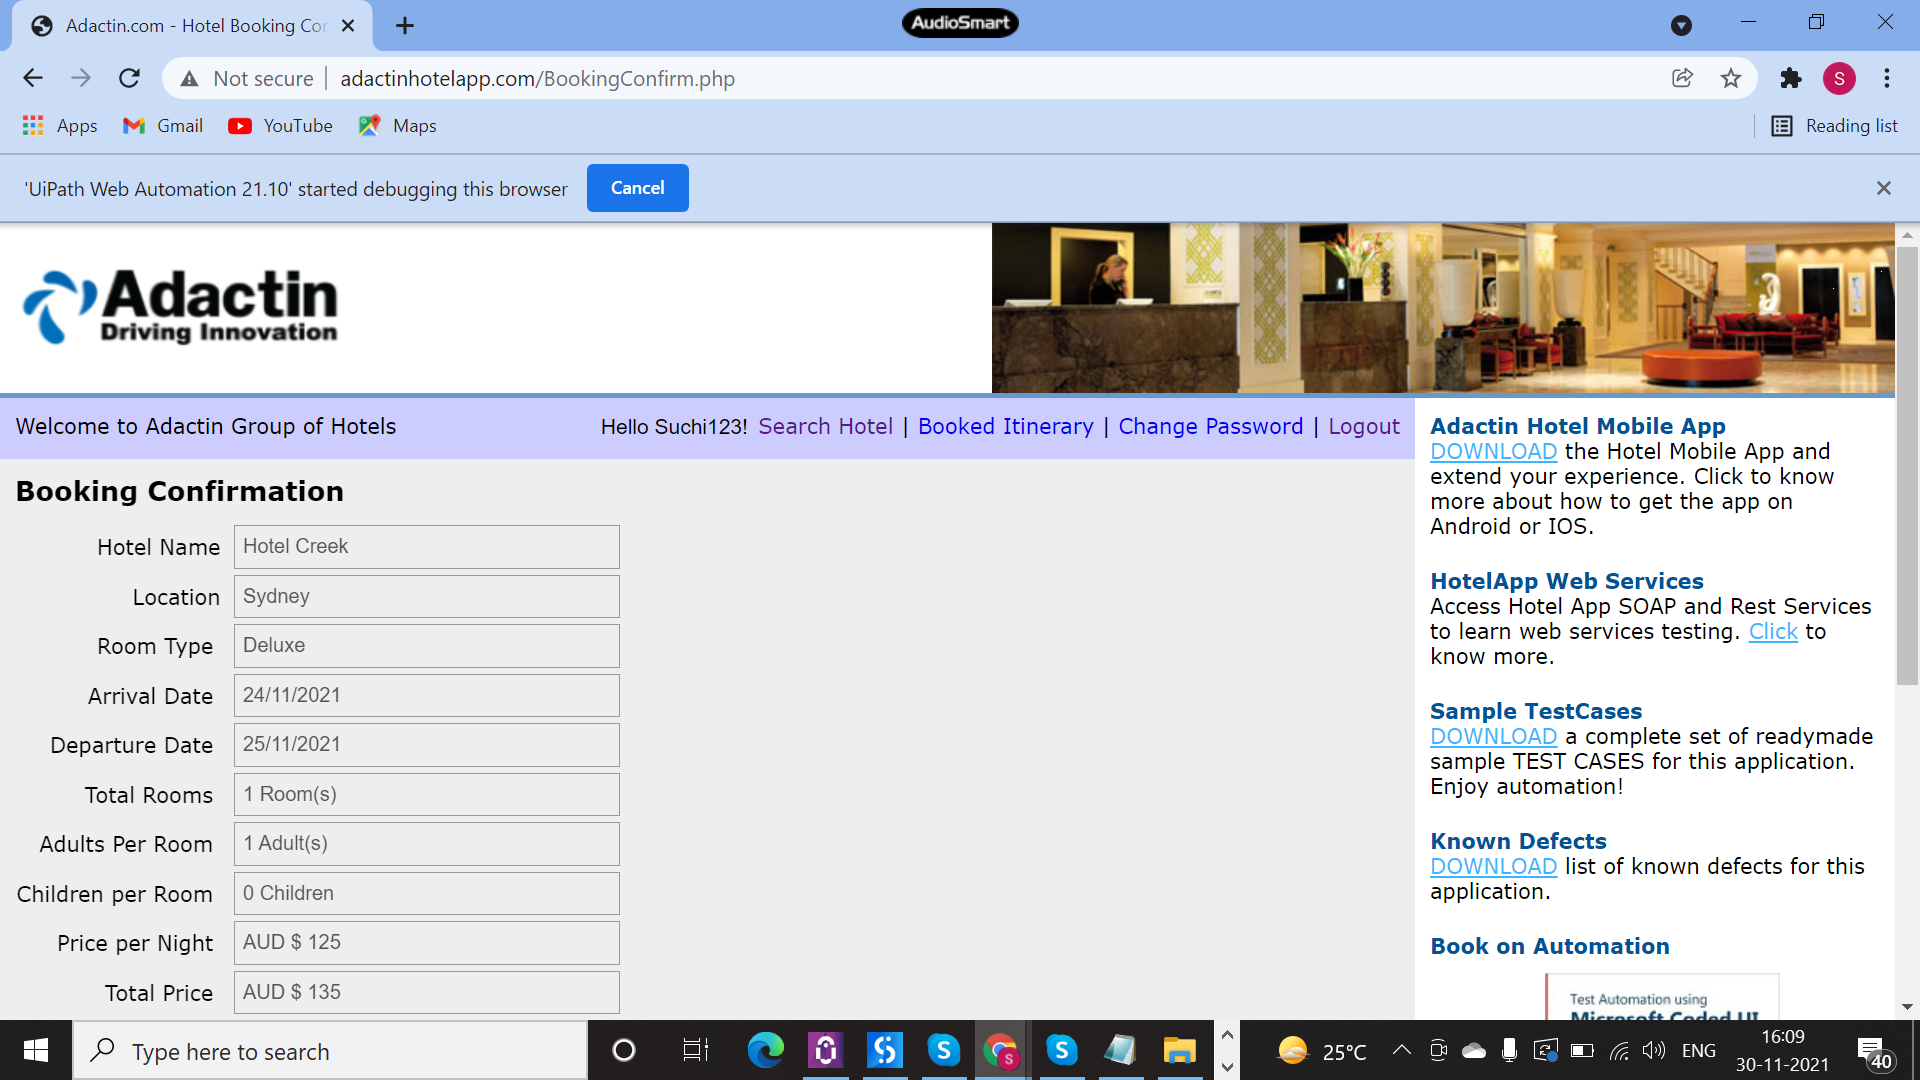 Adactin.com - Hotel Booking Cor
AudioSmart
Not secure | adactinhotelapp.com/BookingConfirm.php
S
Apps
Gmail
YouTube
Maps
Reading list
'UiPath Web Automation 21.10' started debugging this browser
Cancel
Adactin
Driving Innovation
Welcome to Adactin Group of Hotels
Hello Suchi123! Search Hotel | Booked Itinerary | Change Password | Logout
Booking Confirmation
Hotel Name Hotel Creek
Location Sydney
Room Type Deluxe
Arrival Date 24/11/2021
Departure Date 25/11/2021
Total Rooms 1 Room(s)
Adults Per Room 1 Adult(s)
Children per Room 0 Children
Price per Night AUD $ 125
Total Price AUD $ 135
Adactin Hotel Mobile App
DOWNLOAD the Hotel Mobile App and
extend your experience. Click to know
more about how to get the app on
Android or IOS.
HotelApp Web Services
Access Hotel App SOAP and Rest Services
to learn web services testing. Click to
know more.
Sample TestCases
DOWNLOAD a complete set of readymade
sample TEST CASES for this application.
Enjoy automation!
Known Defects
DOWNLOAD list of known defects for this
application.
Book on Automation
Test Automation using
Microsoft Coded UI
Type here to search
25°C
ENG
16:09
30-11-2021
40